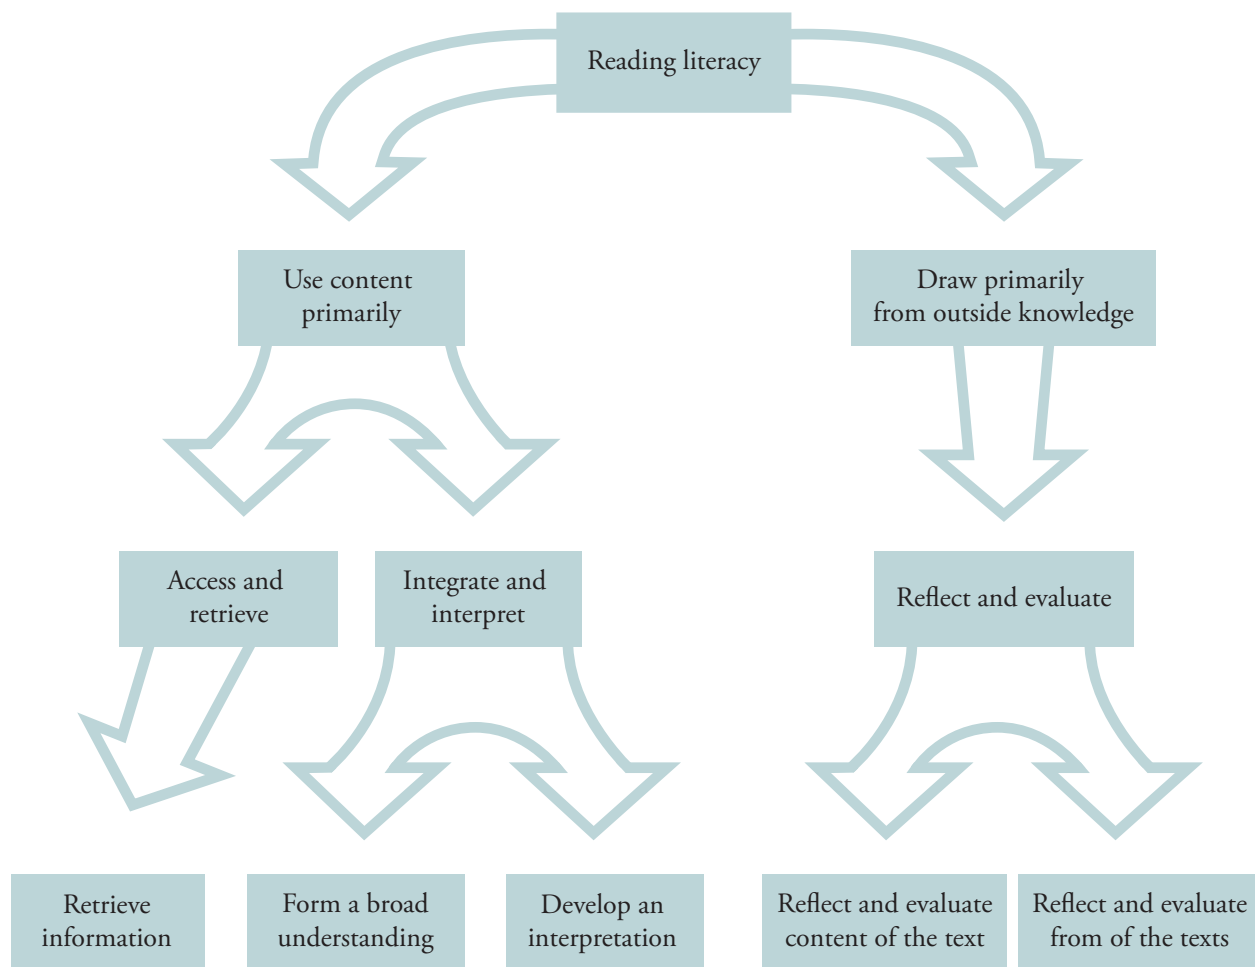 Reading literacy
Use content
primarily
Draw primarily
from outside knowledge
Access and
retrieve
Integrate and
interpret
Reflect and evaluate
Retrieve
information
Form a broad
understanding
Develop an
interpretation
Reflect and evaluate
content of the text
Reflect and evaluate
from of the texts